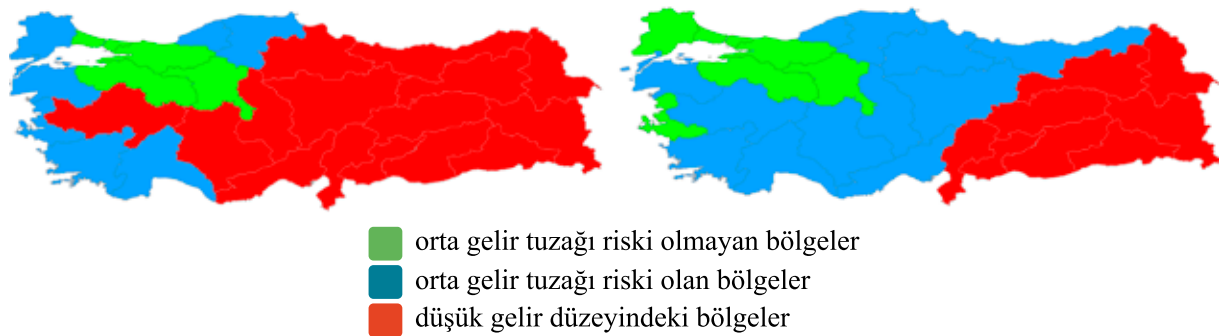 orta gelir tuzağı riski olmayan bölgeler
orta gelir tuzağı riski olan bölgeler
düşük gelir düzeyindeki bölgeler